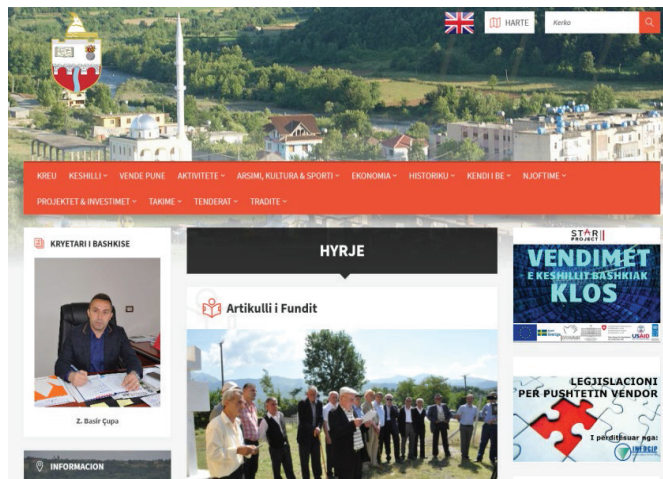 HARTE
Kerko
KREU KESHILLI VENDE PUNE AKTIVITETE ARSIMI, KULTURA & SPORTI EKONOMIA HISTORIKU KENDI I BE NJOFTIME
PROJEKTET & INVESTIMET TAKIME TENDERAT TRADITE
KRYETARI I BASHKISE
Z. Basir Çupa
INFORMACION
HYRJE
Artikulli i Fundit
STAR II
PROJECT
VENDIMET
E KESHILLIT BASHKIAK
KLOS
USAID
LEGJISLACIONI
PER PUSHTETIN VENDOR
I perditësuar nga: